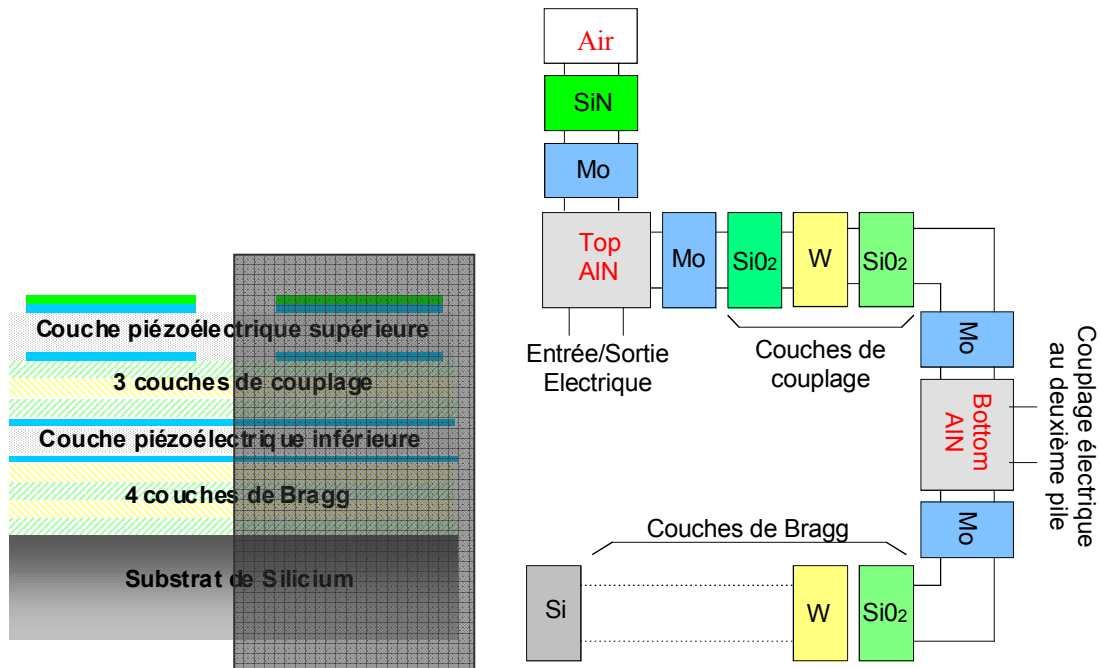 Couche piézoélectrique supérieure
3 couches de couplage
Couche piézoélectrique inférieure
4 couches de Bragg
Substrat de Silicium
Air
SiN
Mo
Top
AlN
Mo
Si02
W
Si02
Entrée/Sortie
Electrique
Couches de
couplage
Mo
Bottom
AlN
Mo
Couplage électrique
au deuxième pile
Couches de Bragg
Si
W
SiO2